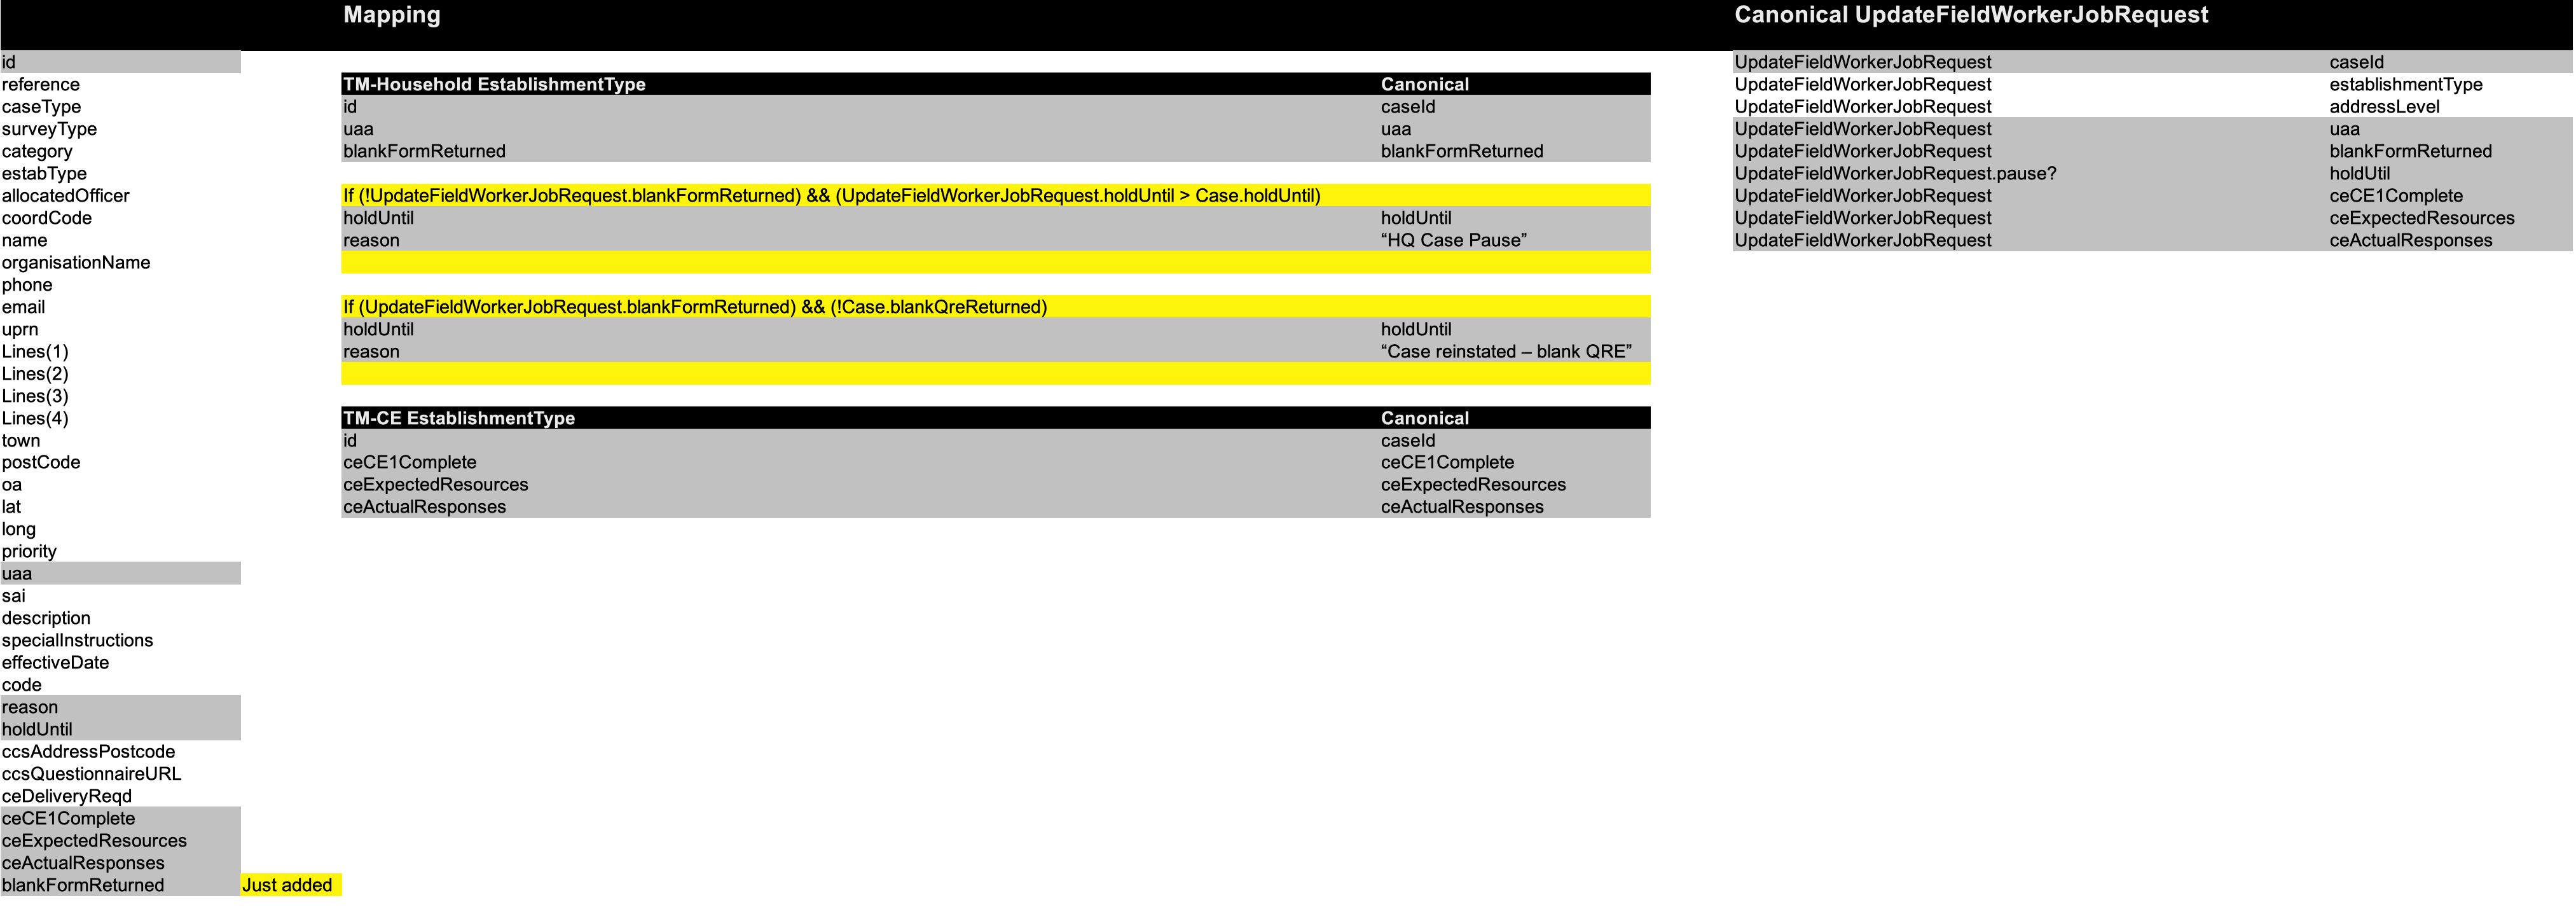 Mapping
Canonical UpdateFieldWorkerJobRequest
id
reference
caseType
surveyType
category
estabType
allocatedOfficer
coordCode
name
organisationName
phone
email
uprn
Lines(1)
Lines(2)
Lines(3)
Lines(4)
town
postCode
oa
lat
long
priority
uaa
sai
description
specialInstructions
effectiveDate
code
reason
holdUntil
ccsAddressPostcode
ccsQuestionnaireURL
ceDeliveryReqd
ceCE1Complete
ceExpectedResources
ceActualResponses
blankFormReturned Just added
TM-Household EstablishmentType Canonical
id caseId
uaa uaa
blankFormReturned blankFormReturned
If (!UpdateFieldWorkerJobRequest.blankFormReturned) && (UpdateFieldWorkerJobRequest.holdUntil > Case.holdUntil)
holdUntil holdUntil
reason “HQ Case Pause”
If (UpdateFieldWorkerJobRequest.blankFormReturned) && (!Case.blankQreReturned)
holdUntil holdUntil
reason “Case reinstated – blank QRE”
TM-CE EstablishmentType Canonical
id caseId
ceCE1Complete ceCE1Complete
ceExpectedResources ceExpectedResources
ceActualResponses ceActualResponses
UpdateFieldWorkerJobRequest caseId
UpdateFieldWorkerJobRequest establishmentType
UpdateFieldWorkerJobRequest addressLevel
UpdateFieldWorkerJobRequest uaa
UpdateFieldWorkerJobRequest blankFormReturned
UpdateFieldWorkerJobRequest.pause? holdUtil
UpdateFieldWorkerJobRequest ceCE1Complete
UpdateFieldWorkerJobRequest ceExpectedResources
UpdateFieldWorkerJobRequest ceActualResponses